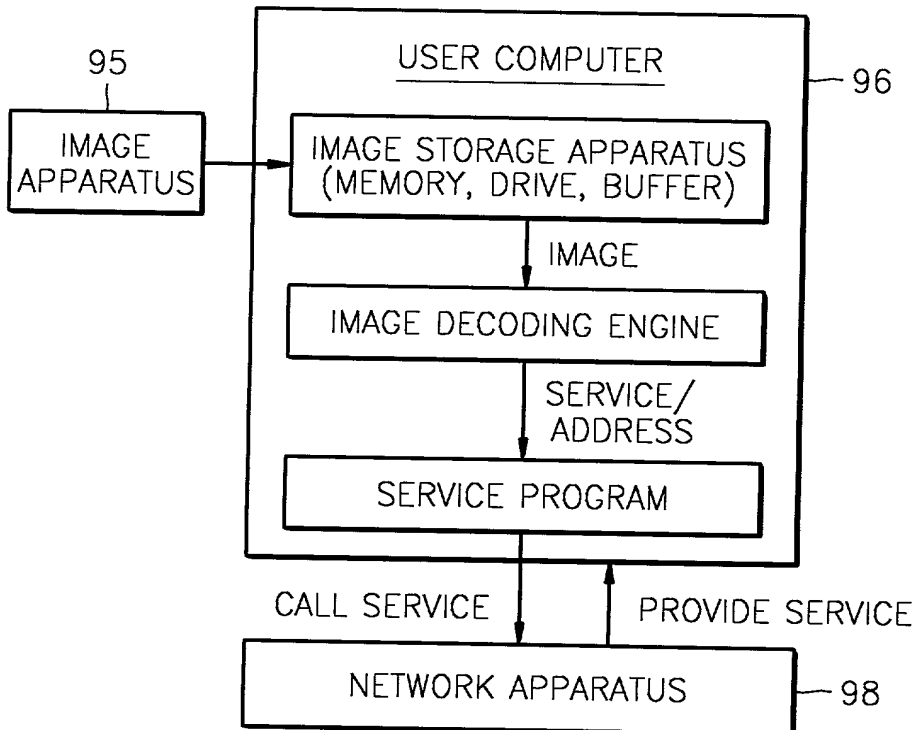 USER COMPUTER
95
96
IMAGE
APPARATUS
IMAGE STORAGE APPARATUS
(MEMORY, DRIVE, BUFFER)
IMAGE
IMAGE DECODING ENGINE
SERVICE/
ADDRESS
SERVICE PROGRAM
CALL SERVICE
PROVIDE SERVICE
NETWORK APPARATUS
98